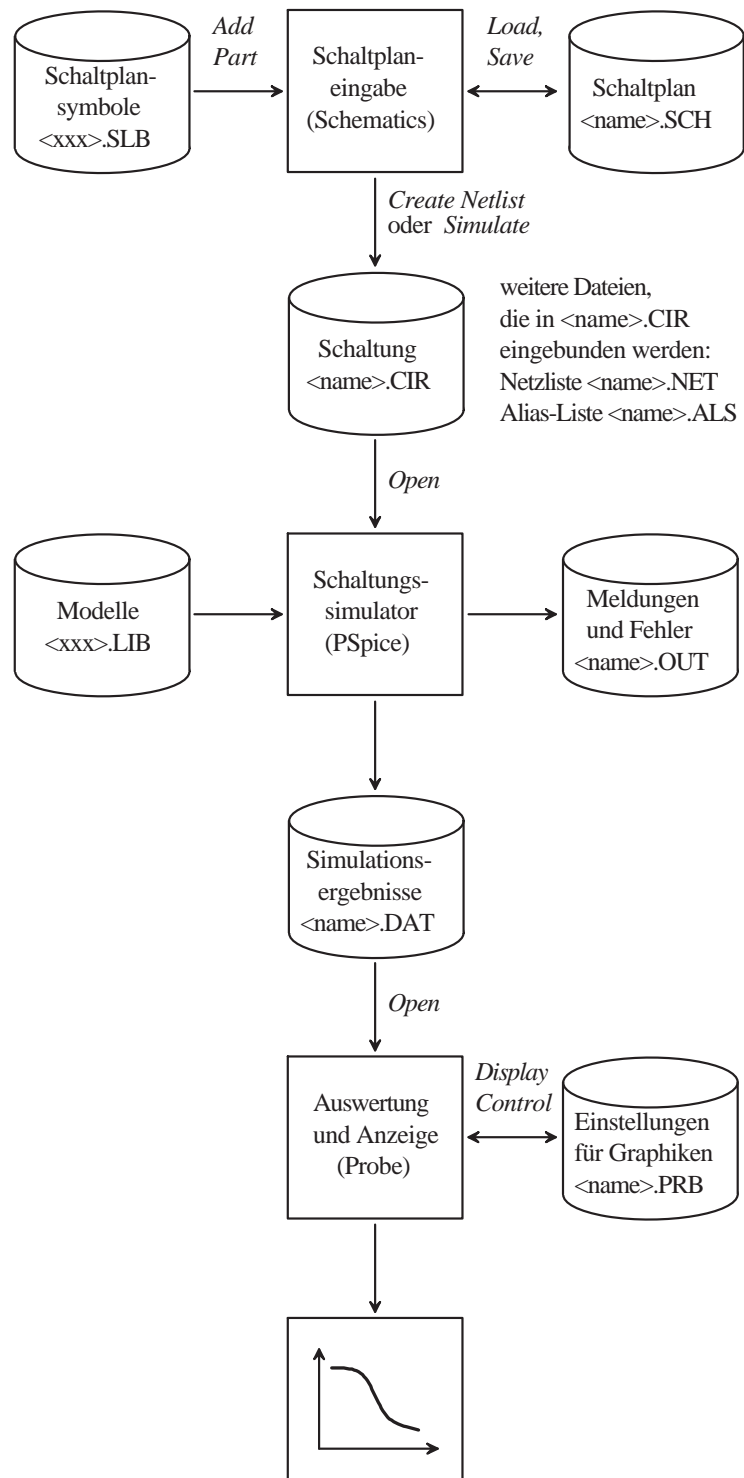 Add
Part
Load,
Save
Schaltplan-
symbole
<xxx>.SLB
Schaltplan-
eingabe
(Schematics)
Schaltplan
<name>.SCH
Create Netlist
oder Simulate
Schaltung
<name>.CIR
weitere Dateien,
die in <name>.CIR
eingebunden werden:
Netzliste <name>.NET
Alias-Liste <name>.ALS
Open
Modelle
<xxx>.LIB
Schaltungs-
simulator
(PSpice)
Meldungen
und Fehler
<name>.OUT
Simulations-
ergebnisse
<name>.DAT
Open
Auswertung
und Anzeige
(Probe)
Display
Control
Einstellungen
für Graphiken
<name>.PRB